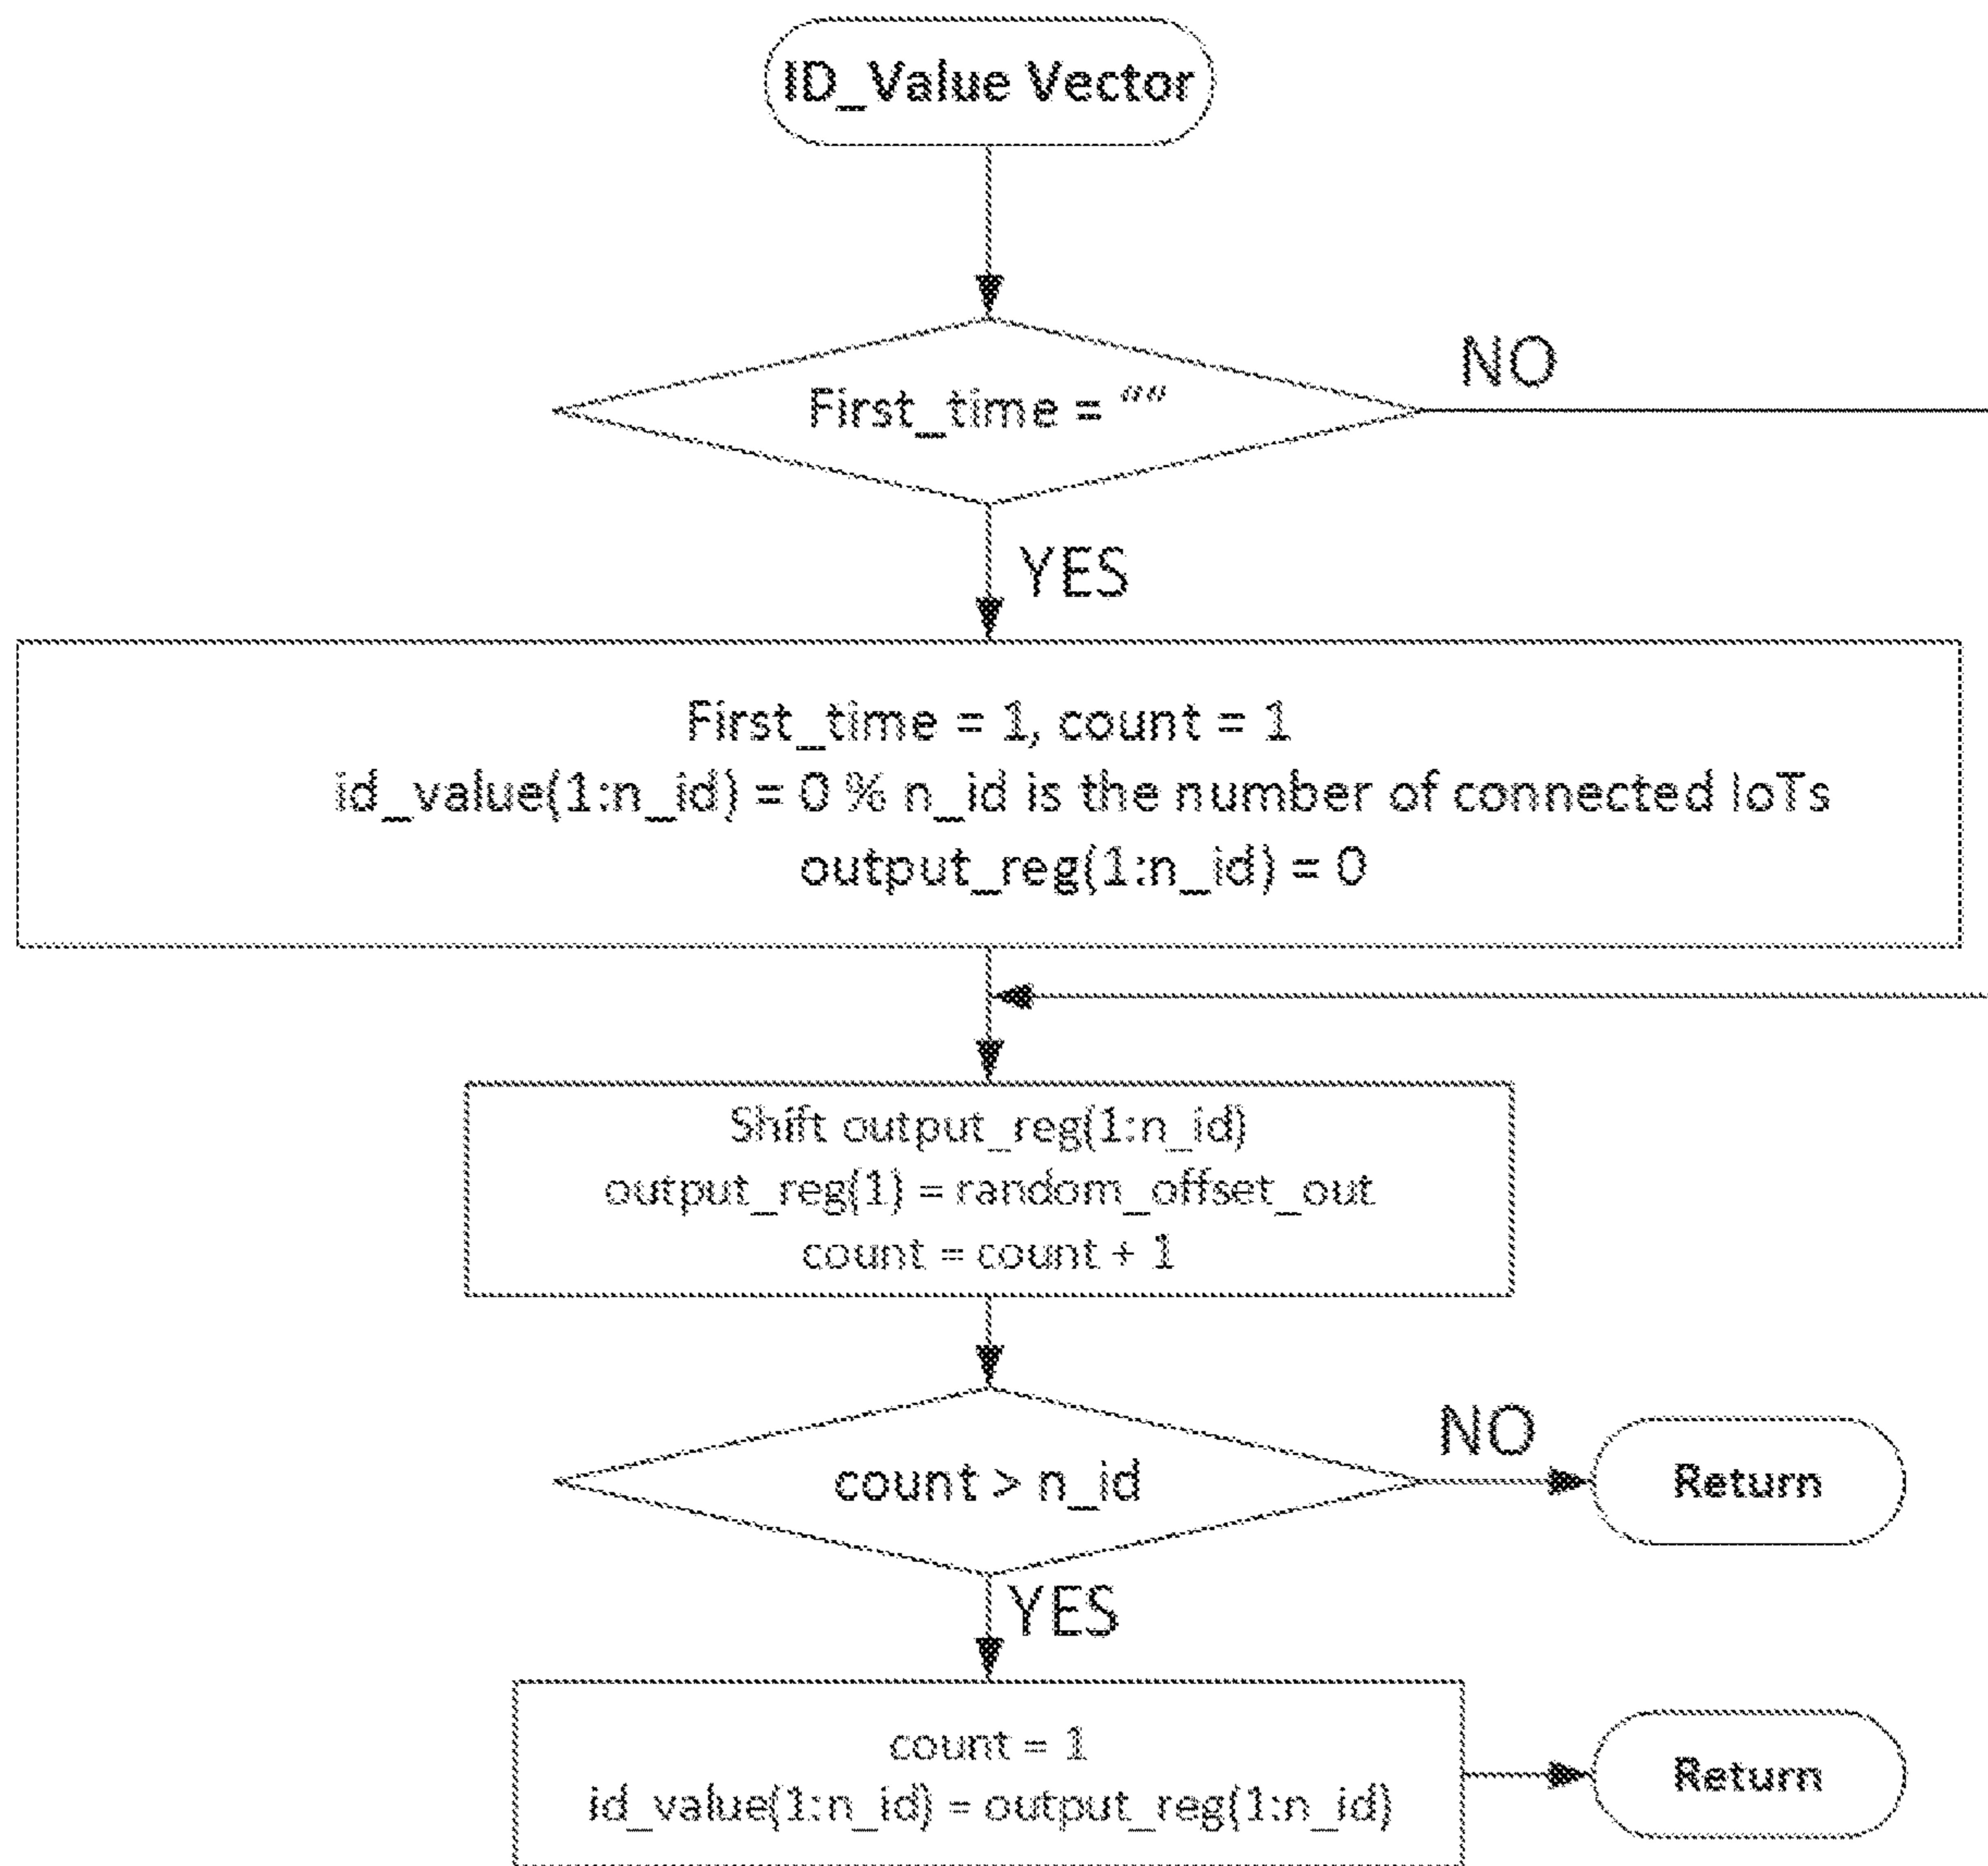 ID_Value Vector
First_time = ““
NO
YES
First_time = 1, count = 1
id_value(1:n_id) = 0 % n_id is the number of connected IoTs
output_reg(1:n_id) = 0
Shift output_reg(1:n_id)
output_reg(1) = random_offset_out
count = count + 1
count > n_id
NO
Return
YES
count = 1
id_value(1:n_id) = output_reg(1:n_id)
Return